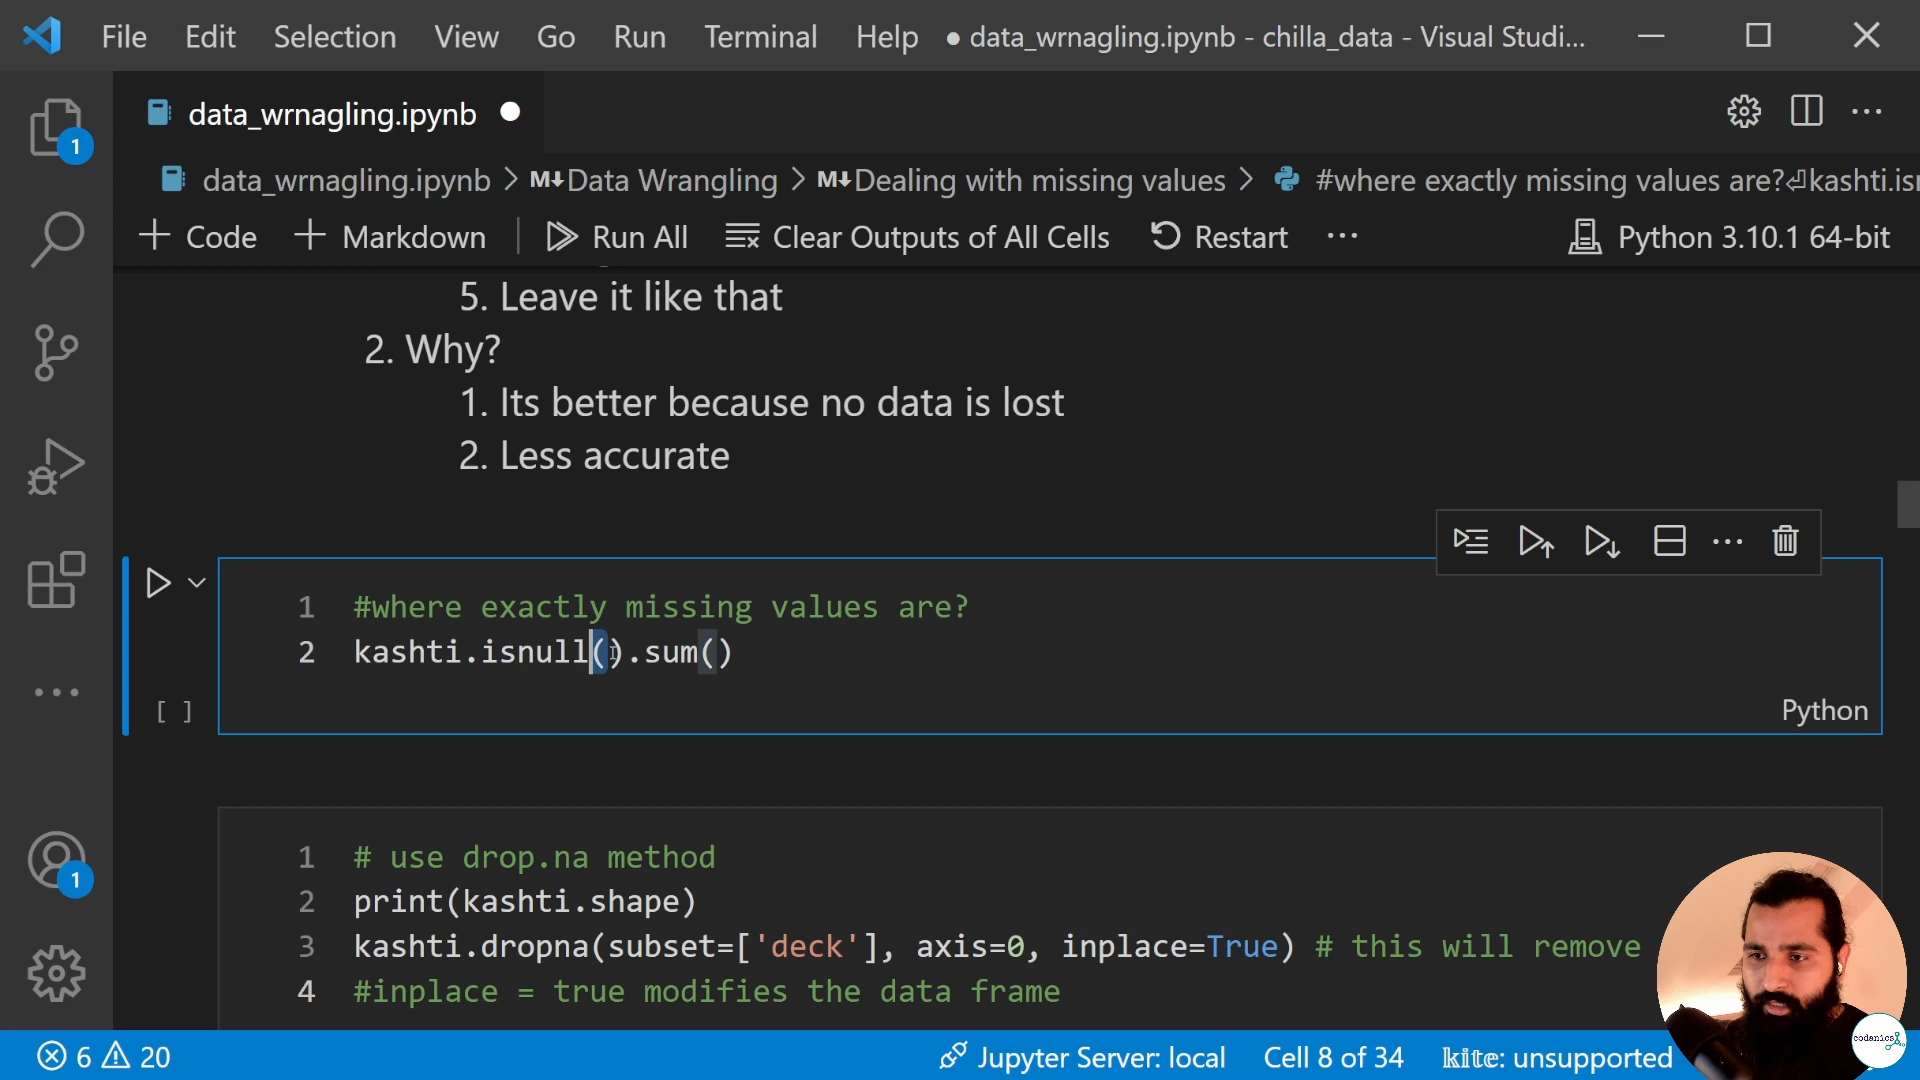 File Edit Selection View Go Run Terminal Help ● data_wrnagling.ipynb - chilla_data - Visual Studi...
data_wrnagling.ipynb
1
data_wrnagling.ipynb > M↓Data Wrangling > M↓Dealing with missing values > #where exactly missing values are?⏎kashti.isn
Code Markdown Run All Clear Outputs of All Cells Restart ... Python 3.10.1 64-bit
5. Leave it like that
2. Why?
1. Its better because no data is lost
2. Less accurate
1 #where exactly missing values are?
2 kashti.isnull().sum()
[ ]
Python
1 # use drop.na method
2 print(kashti.shape)
3 kashti.dropna(subset=['deck'], axis=0, inplace=True) # this will remove
4 #inplace = true modifies the data frame
1
codanics
6 20 Jupyter Server: local Cell 8 of 34 kite: unsupported